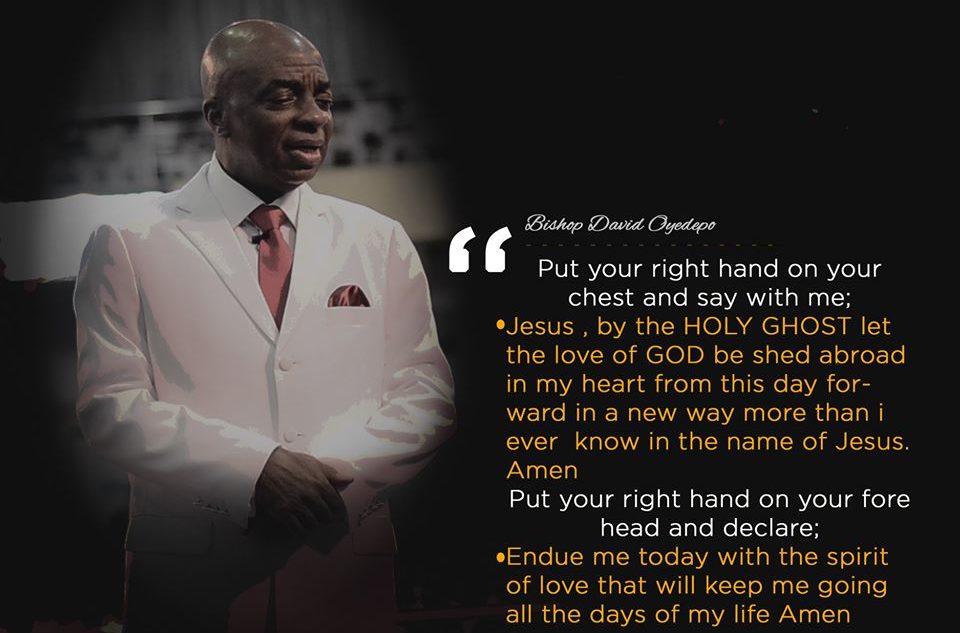 Bishop David Oyedepo
“
Put your right hand on your
chest and say with me;
•Jesus , by the HOLY GHOST let
the love of GOD be shed abroad
in my heart from this day for-
ward in a new way more than i
ever know in the name of Jesus.
Amen
Put your right hand on your fore
head and declare;
•Endue me today with the spirit
of love that will keep me going
all the days of my life Amen